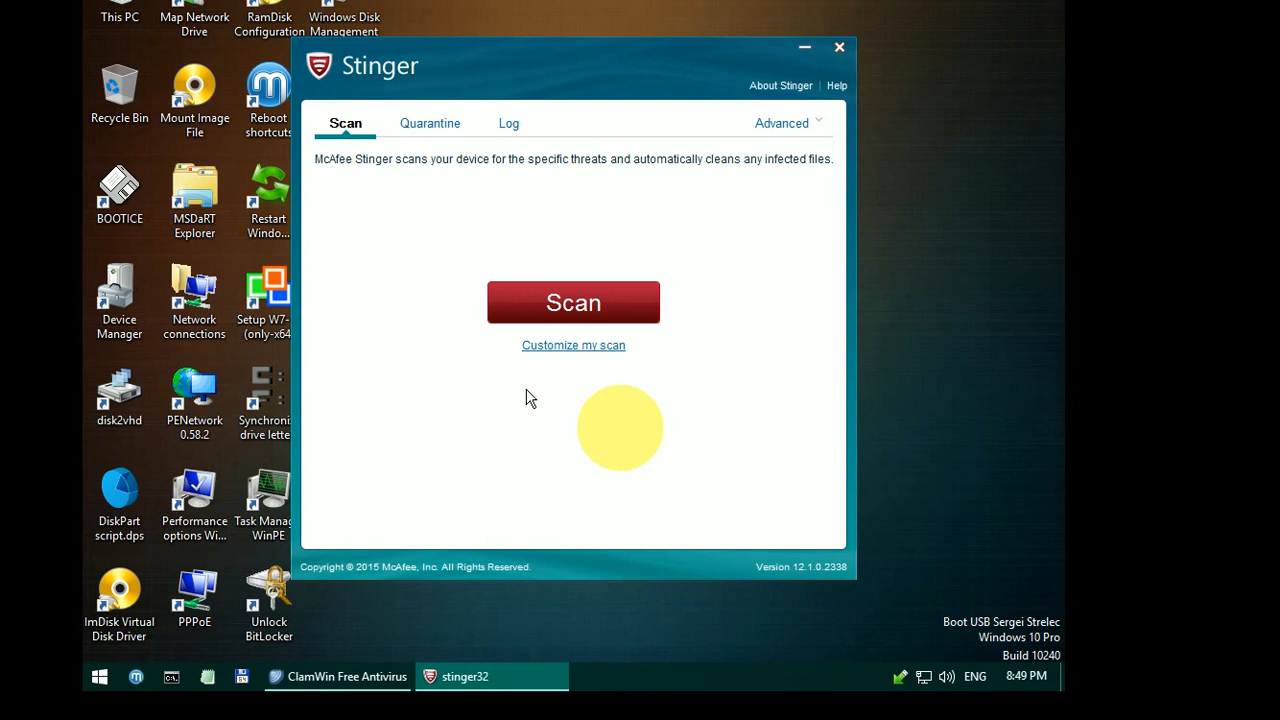 This PC
Map Network
Drive
RamDisk
Configuration
Windows Disk
Management
Recycle Bin
Mount Image
File
Reboot
shortcuts
BOOTICE
MSDaRT
Explorer
Restart
Windo...
Device
Manager
Network
connections
Setup W7-
(only-x64
disk2vhd
PENetwork
0.58.2
Synchroni
drive lette
DiskPart
script.dps
Performance
options Wi...
Task Mana
WinPE
ImDisk Virtual
Disk Driver
PPPoE
Unlock
BitLocker
Stinger
About Stinger | Help
Scan
Quarantine
Log
Advanced
McAfee Stinger scans your device for the specific threats and automatically cleans any infected files.
Scan
Customize my scan
Copyright © 2015 McAfee, Inc. All Rights Reserved.
Version 12.1.0.2338
Boot USB Sergei Strelec
Windows 10 Pro
Build 10240
ClamWin Free Antivirus
stinger32
ENG
8:49 PM